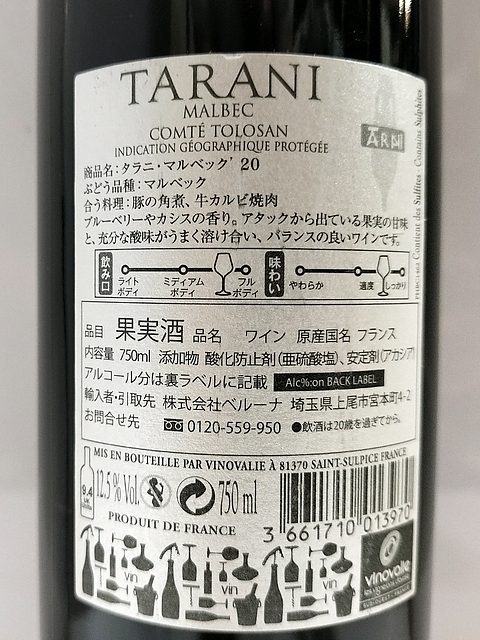 TARANI
MALBEC
COMTÉ TOLOSAN
INDICATION GÉOGRAPHIQUE PROTÉGÉE
商品名:タラニ・マルベック' 20
ぶどう品種:マルベック
合う料理:豚の角煮、牛カルビ焼肉
ブルーベリーやカシスの香り。アタックから出ている果実の甘味
と、充分な酸味がうまく溶け合い、バランスの良いワインです。
飲み口 ライトボディ ミディアムボディ フルボディ 味わい やわらか 適度 しっかり
品目 果実酒 品名 ワイン 原産国名 フランス
内容量 750ml 添加物 酸化防止剤(亜硫酸塩)、安定剤(アカシア)
アルコール分は裏ラベルに記載 Alc%:on BACK LABEL
輸入者・引取先 株式会社ベルーナ 埼玉県上尾市宮本町4-2
お問合せ先 0120-559-950 ●飲酒は20歳を過ぎてから。
MIS EN BOUTEILLE PAR VINOVALIE À 81370 SAINT-SULPICE FRANCE
9.4
12.5 % Vol.
750 ml
PRODUIT DE FRANCE
3 661710 013970
vin
vin
vinovalie
Contient des Sulfites - Contains Sulphites